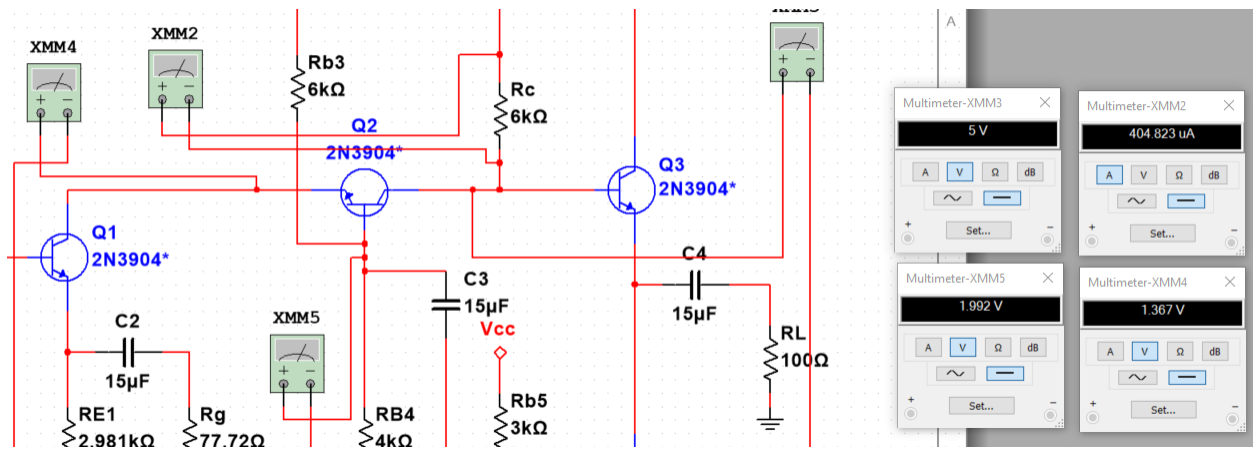 XMM4
XMM2
Rb3
6kΩ
Rc
6kΩ
A
Q2
2N3904*
Q3
2N3904*
Q1
2N3904*
C2
15µF
C3
15µF
C4
15µF
Vcc
XMM5
RL
100Ω
RE1
2.981kΩ
Rg
77.72Ω
RB4
4kΩ
Rb5
3kΩ
Multimeter-XMM3
5 V
A V Ω dB
+ Set... −
Multimeter-XMM2
404.823 uA
A V Ω dB
+ Set... −
Multimeter-XMM5
1.992 V
A V Ω dB
+ Set... −
Multimeter-XMM4
1.367 V
A V Ω dB
+ Set... −